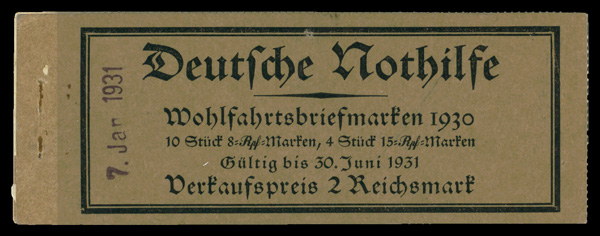 Deutsche Nothilfe
Wohlfahrtsbriefmarken 1930
10 Stück 8=Rpf=Marken, 4 Stück 15=Rpf=Marken
Gültig bis 30. Juni 1931
Verkaufspreis 2 Reichsmark
7. Jan 1931